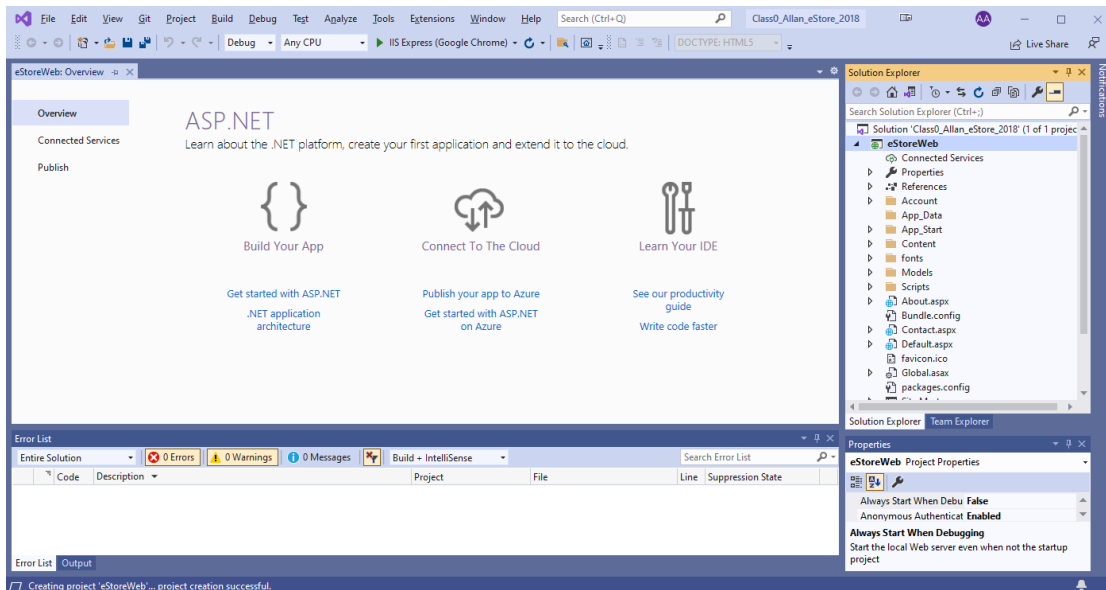 File Edit View Git Project Build Debug Test Analyze Tools Extensions Window Help Search (Ctrl+Q) Class0_Allan_eStore_2018 AA
Debug Any CPU IIS Express (Google Chrome) DOCTYPE: HTML5 Live Share
eStoreWeb: Overview
Overview
Connected Services
Publish
ASP.NET
Learn about the .NET platform, create your first application and extend it to the cloud.
Build Your App
Get started with ASP.NET
.NET application
architecture
Connect To The Cloud
Publish your app to Azure
Get started with ASP.NET
on Azure
Learn Your IDE
See our productivity
guide
Write code faster
Solution Explorer
Search Solution Explorer (Ctrl+;)
Solution 'Class0_Allan_eStore_2018' (1 of 1 projec
eStoreWeb
Connected Services
Properties
References
Account
App_Data
App_Start
Content
fonts
Models
Scripts
About.aspx
Bundle.config
Contact.aspx
Default.aspx
favicon.ico
Global.asax
packages.config
Solution Explorer Team Explorer
Notifications
Error List
Entire Solution 0 Errors 0 Warnings 0 Messages Build + IntelliSense Search Error List
Code Description Project File Line Suppression State
Error List Output
Properties
eStoreWeb Project Properties
Always Start When Debu False
Anonymous Authenticat Enabled
Always Start When Debugging
Start the local Web server even when not the startup
project
Creating project 'eStoreWeb'... project creation successful.